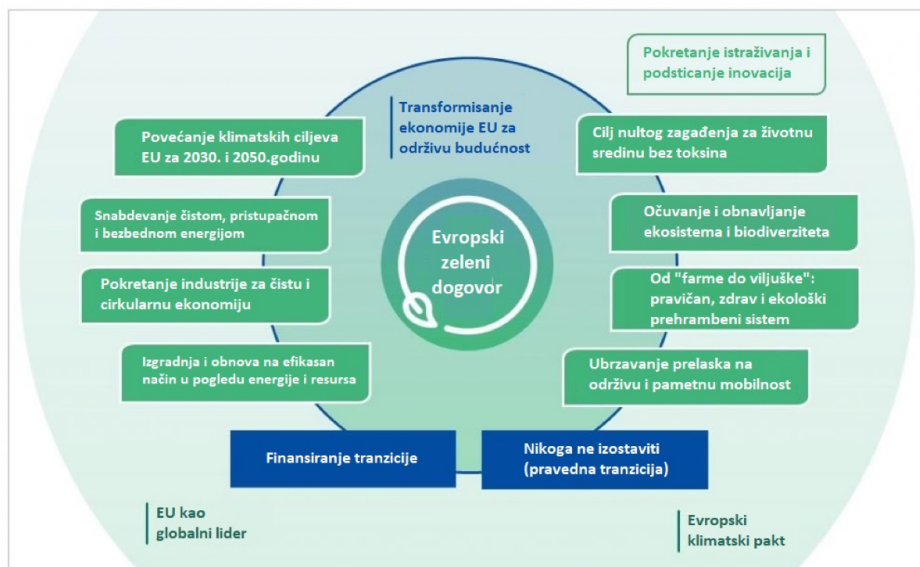 Pokretanje istraživanja i
podsticanje inovacija
Transformisanje
ekonomije EU za
održivu budućnost
Povećanje klimatskih ciljeva
EU za 2030. i 2050.godinu
Cilj nultog zagađenja za životnu
sredinu bez toksina
Snabdevanje čistom, pristupačnom
i bezbednom energijom
Očuvanje i obnavljanje
ekosistema i biodiverziteta
Evropski
zeleni
dogovor
Pokretanje industrije za čistu i
cirkularnu ekonomiju
Od "farme do viljuške":
pravičan, zdrav i ekološki
prehrambeni sistem
Izgradnja i obnova na efikasan
način u pogledu energije i resursa
Ubrzavanje prelaska na
održivu i pametnu mobilnost
Finansiranje tranzicije
Nikoga ne izostaviti
(pravedna tranzicija)
EU kao
globalni lider
Evropski
klimatski pakt